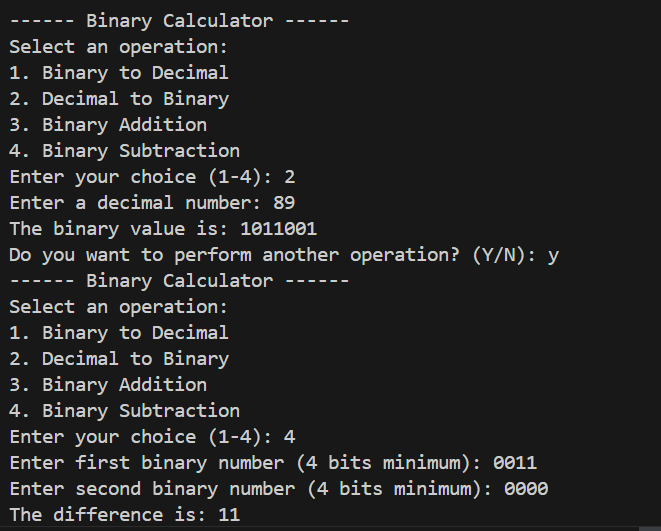 ------ Binary Calculator ------
Select an operation:
1. Binary to Decimal
2. Decimal to Binary
3. Binary Addition
4. Binary Subtraction
Enter your choice (1-4): 2
Enter a decimal number: 89
The binary value is: 1011001
Do you want to perform another operation? (Y/N): y
------ Binary Calculator ------
Select an operation:
1. Binary to Decimal
2. Decimal to Binary
3. Binary Addition
4. Binary Subtraction
Enter your choice (1-4): 4
Enter first binary number (4 bits minimum): 0011
Enter second binary number (4 bits minimum): 0000
The difference is: 11